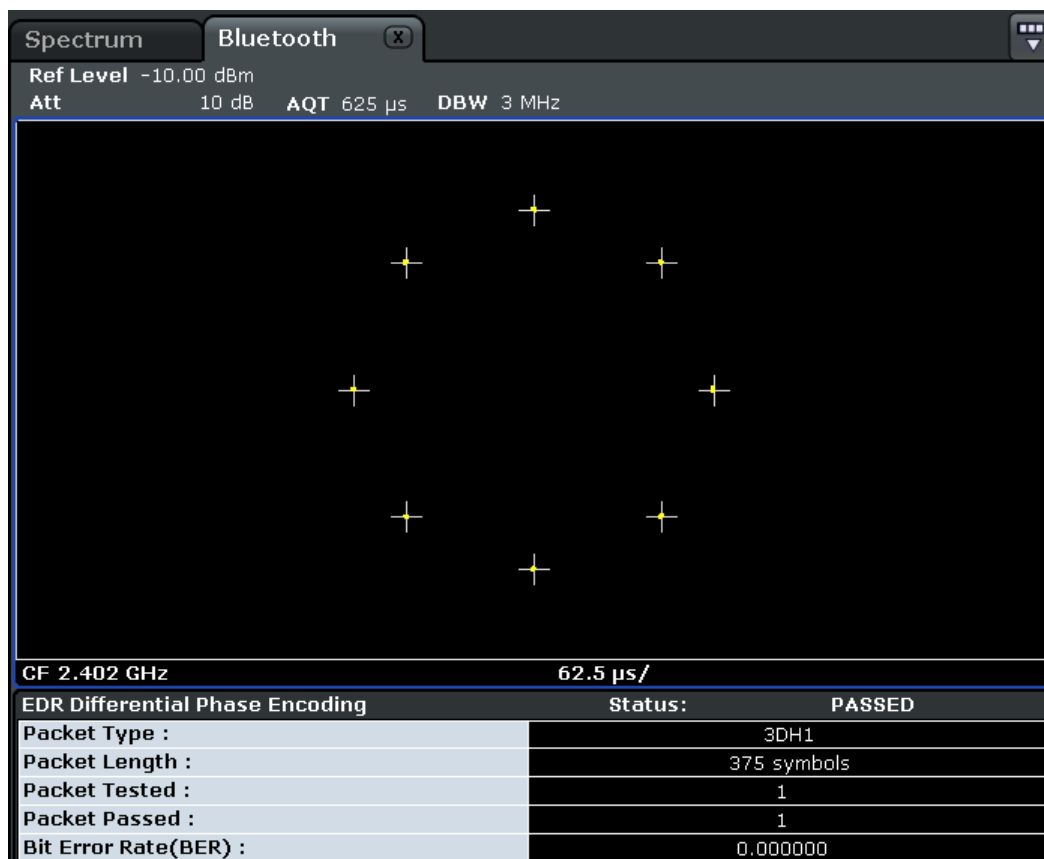 Spectrum Bluetooth X
Ref Level -10.00 dBm
Att 10 dB AQT 625 µs DBW 3 MHz
CF 2.402 GHz 62.5 µs/
EDR Differential Phase Encoding Status: PASSED
Packet Type : 3DH1
Packet Length : 375 symbols
Packet Tested : 1
Packet Passed : 1
Bit Error Rate(BER) : 0.000000